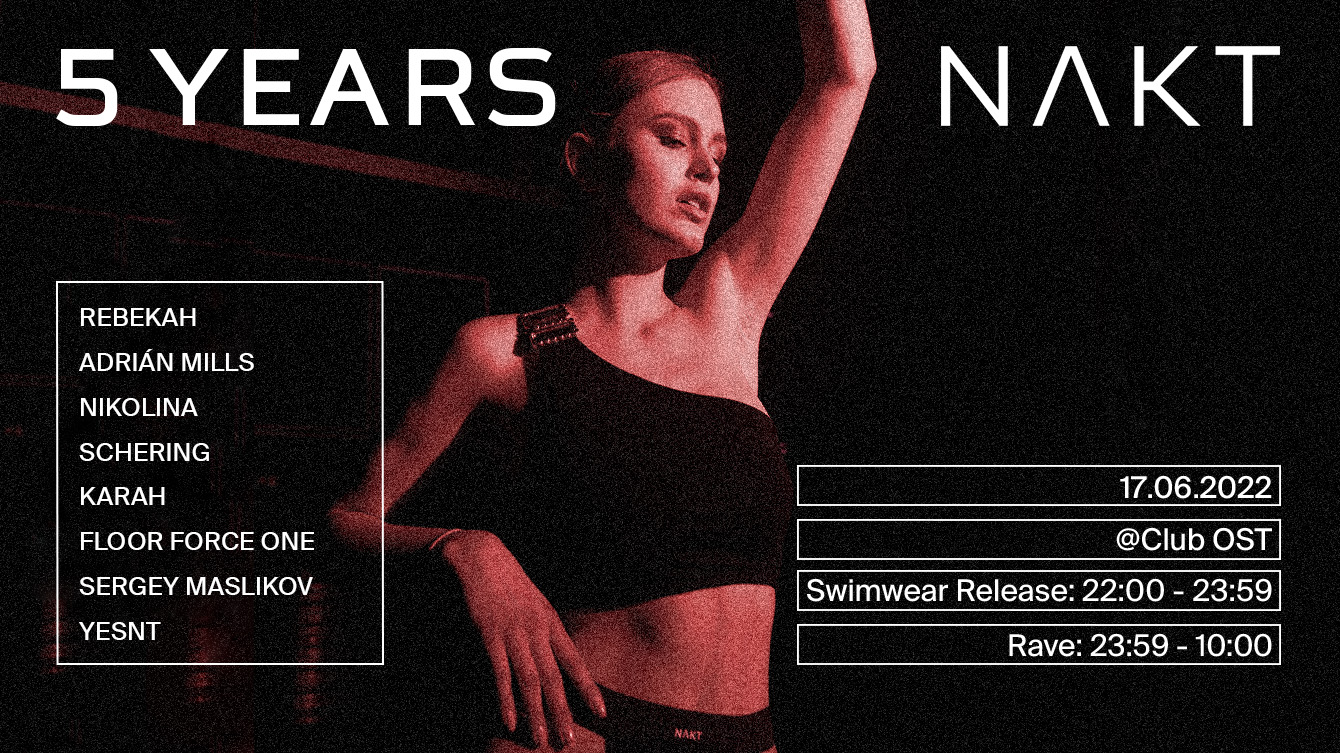 5 YEARS
NAKT
REBEKAH
ADRIÁN MILLS
NIKOLINA
SCHERING
KARAH
FLOOR FORCE ONE
SERGEY MASLIKOV
YESNT
17.06.2022
@Club OST
Swimwear Release: 22:00 - 23:59
Rave: 23:59 - 10:00
NAKT